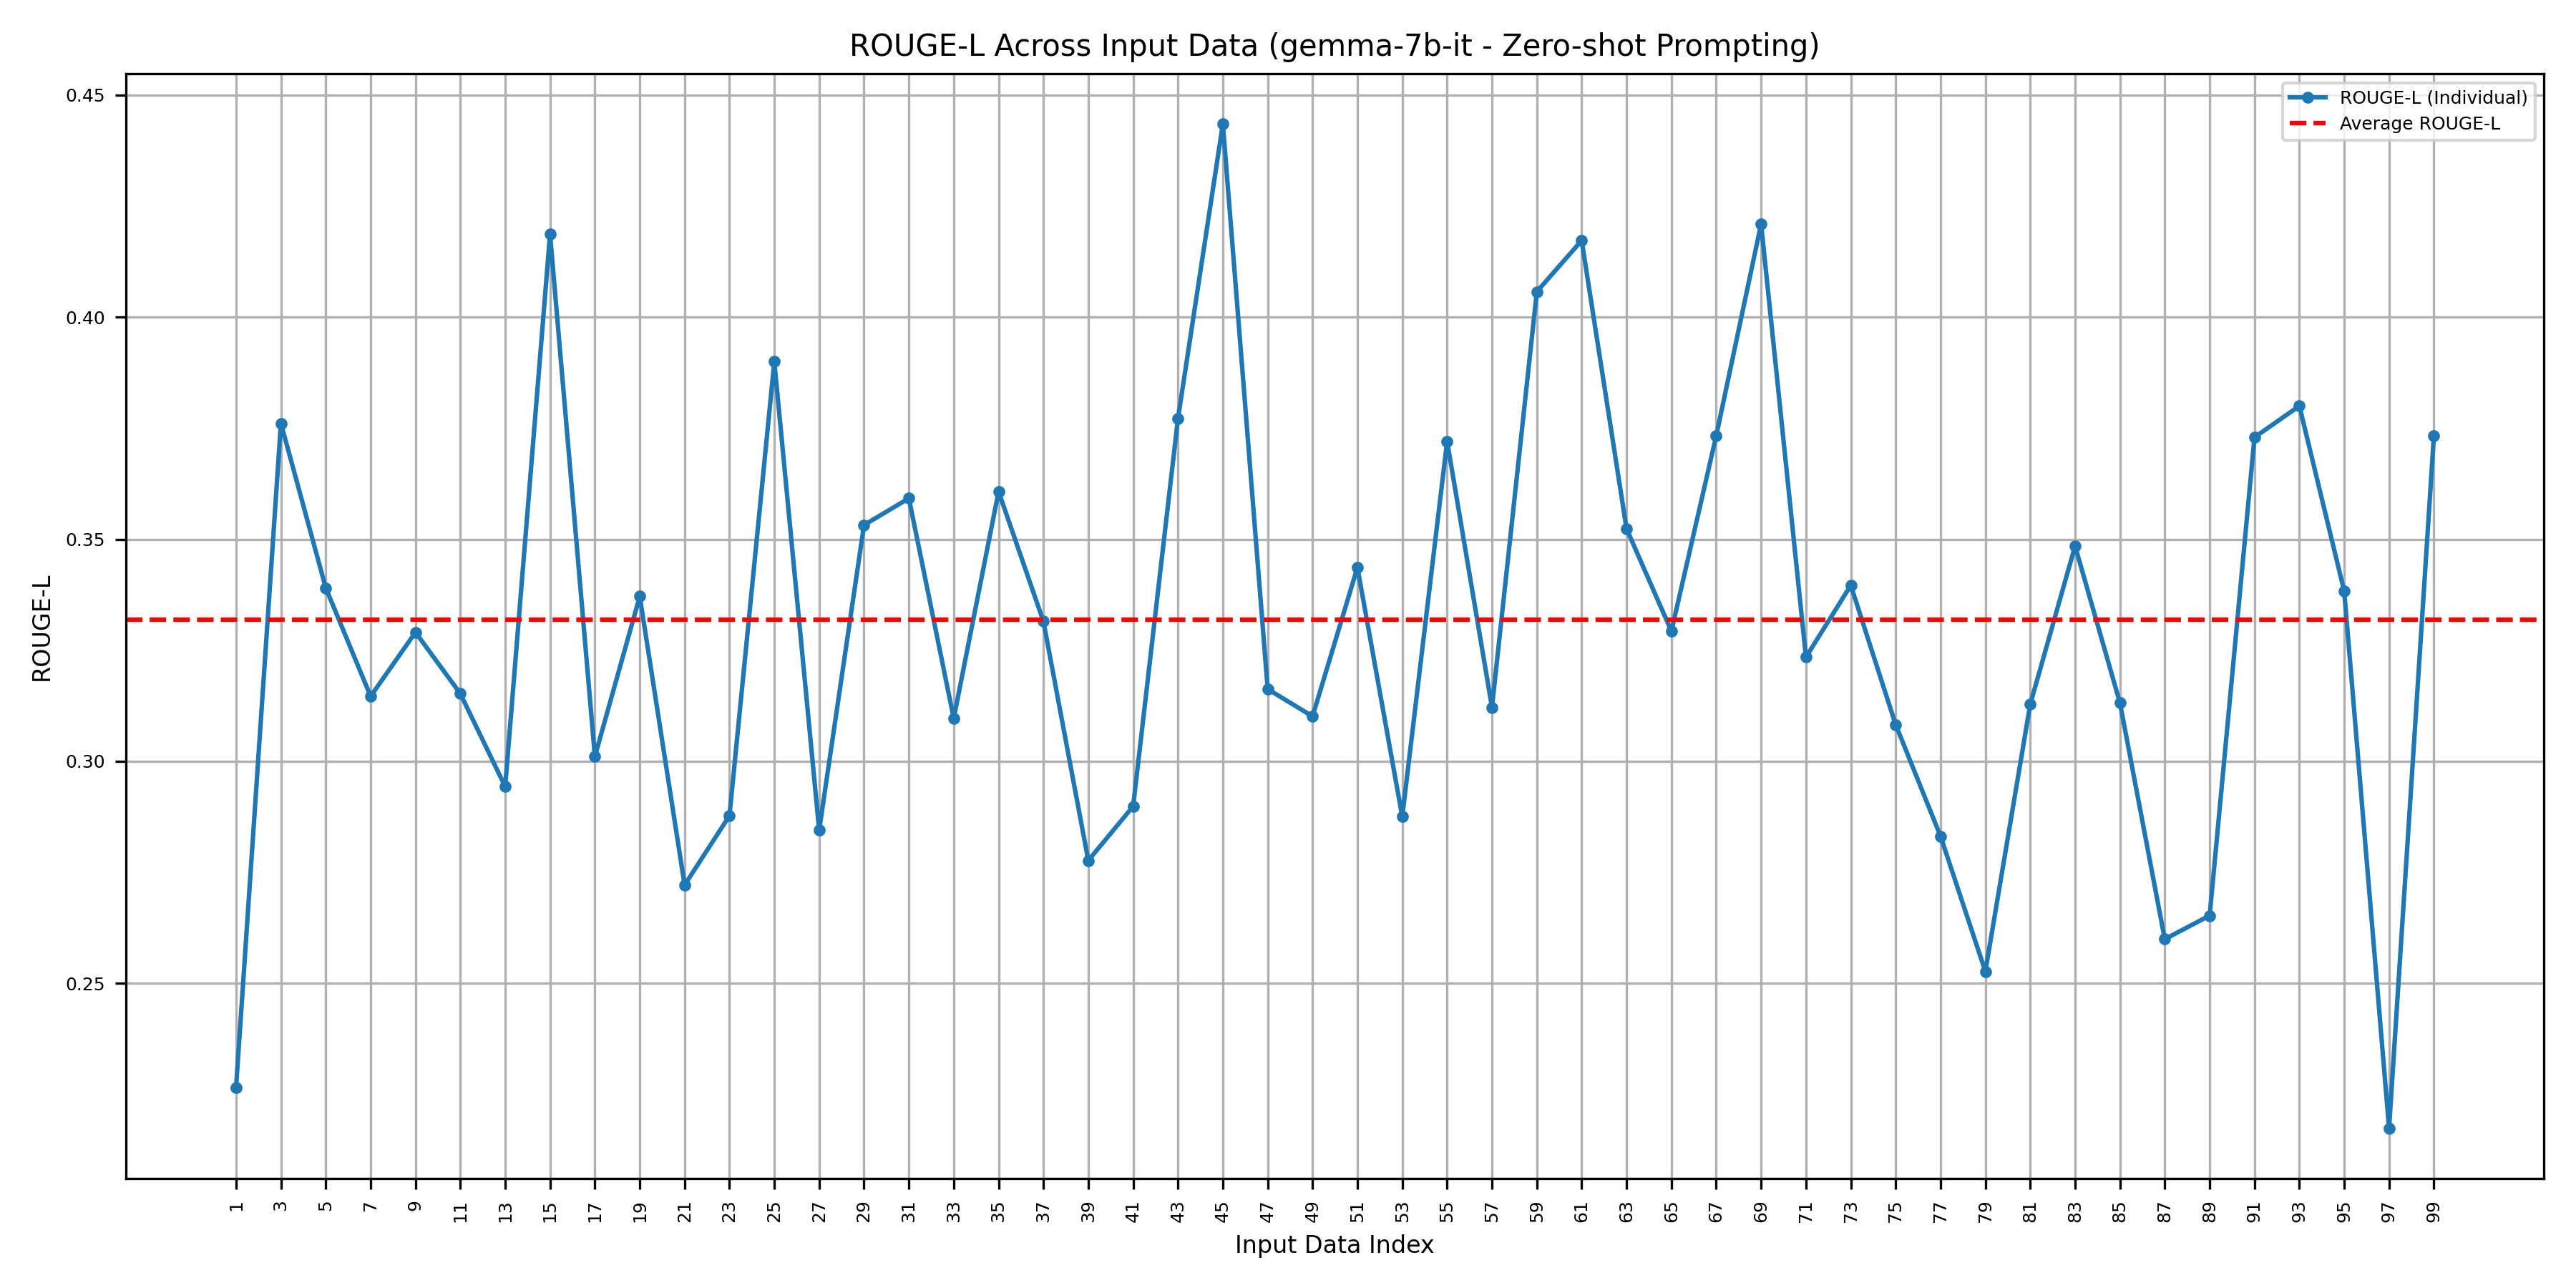 ROUGE-L Across Input Data (gemma-7b-it - Zero-shot Prompting)
ROUGE-L (Individual)
Average ROUGE-L
ROUGE-L
0.45
0.40
0.35
0.30
0.25
1 3 5 7 9 11 13 15 17 19 21 23 25 27 29 31 33 35 37 39 41 43 45 47 49 51 53 55 57 59 61 63 65 67 69 71 73 75 77 79 81 83 85 87 89 91 93 95 97 99
Input Data Index